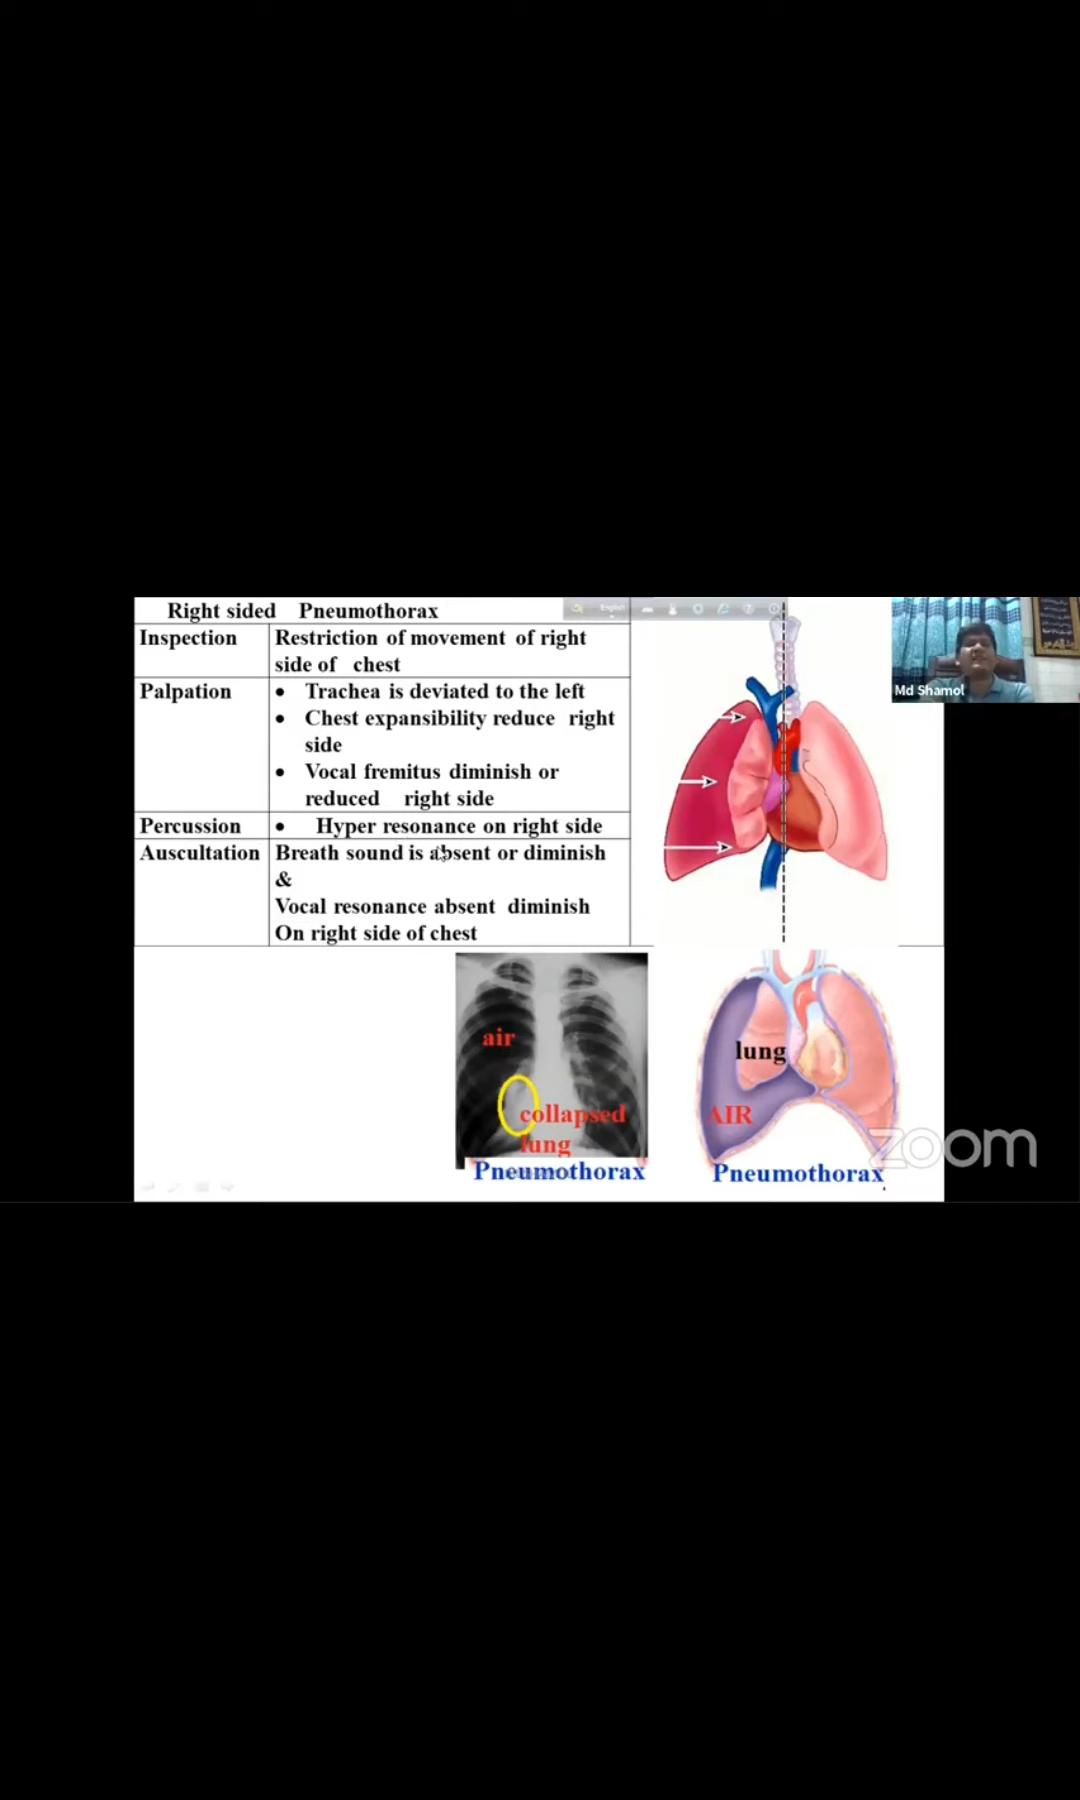 Right sided Pneumothorax
English
Inspection
Restriction of movement of right
side of chest
Palpation
• Trachea is deviated to the left
• Chest expansibility reduce right
side
• Vocal fremitus diminish or
reduced right side
Percussion
• Hyper resonance on right side
Auscultation
Breath sound is absent or diminish
&
Vocal resonance absent diminish
On right side of chest
Md Shamol
air
collapsed
lung
Pneumothorax
lung
AIR
Pneumothorax
zoom